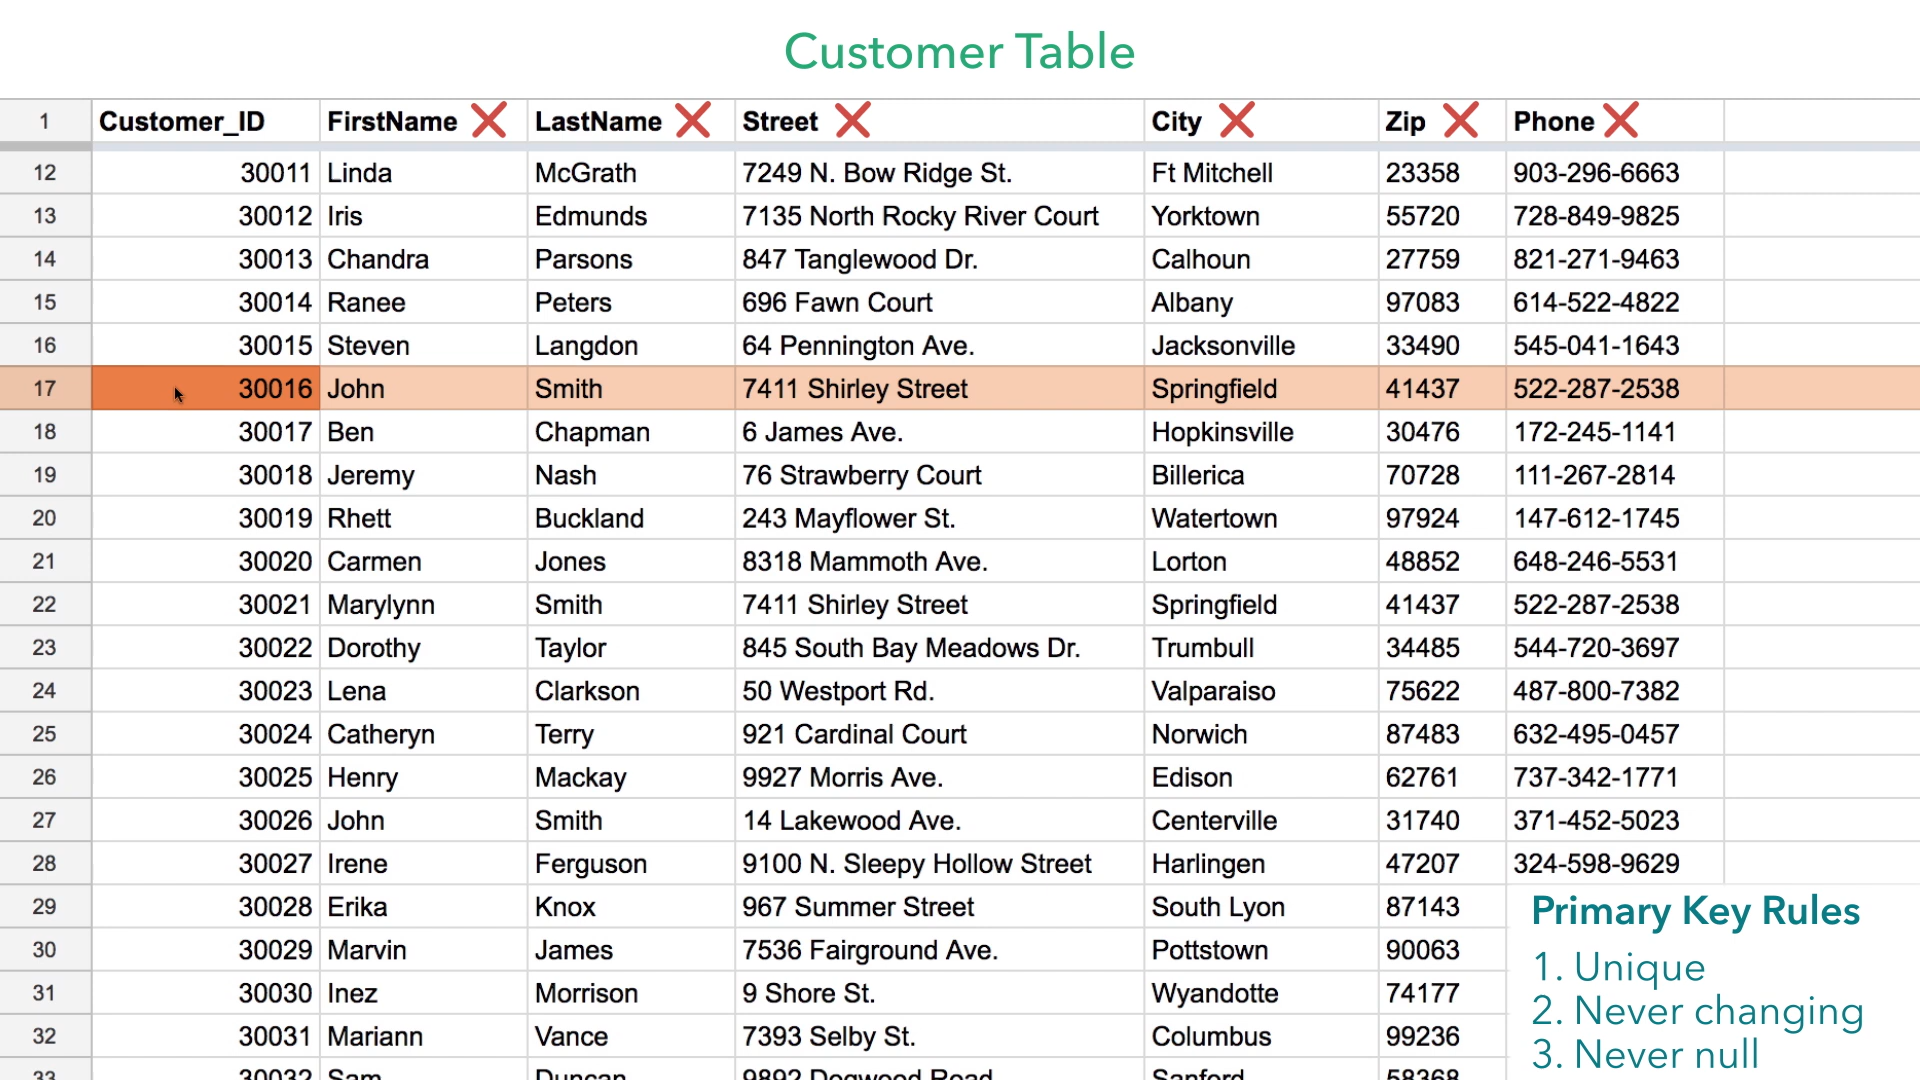 Customer Table
1 Customer_ID FirstName LastName Street City Zip Phone
12 30011 Linda McGrath 7249 N. Bow Ridge St. Ft Mitchell 23358 903-296-6663
13 30012 Iris Edmunds 7135 North Rocky River Court Yorktown 55720 728-849-9825
14 30013 Chandra Parsons 847 Tanglewood Dr. Calhoun 27759 821-271-9463
15 30014 Ranee Peters 696 Fawn Court Albany 97083 614-522-4822
16 30015 Steven Langdon 64 Pennington Ave. Jacksonville 33490 545-041-1643
17 30016 John Smith 7411 Shirley Street Springfield 41437 522-287-2538
18 30017 Ben Chapman 6 James Ave. Hopkinsville 30476 172-245-1141
19 30018 Jeremy Nash 76 Strawberry Court Billerica 70728 111-267-2814
20 30019 Rhett Buckland 243 Mayflower St. Watertown 97924 147-612-1745
21 30020 Carmen Jones 8318 Mammoth Ave. Lorton 48852 648-246-5531
22 30021 Marylynn Smith 7411 Shirley Street Springfield 41437 522-287-2538
23 30022 Dorothy Taylor 845 South Bay Meadows Dr. Trumbull 34485 544-720-3697
24 30023 Lena Clarkson 50 Westport Rd. Valparaiso 75622 487-800-7382
25 30024 Catheryn Terry 921 Cardinal Court Norwich 87483 632-495-0457
26 30025 Henry Mackay 9927 Morris Ave. Edison 62761 737-342-1771
27 30026 John Smith 14 Lakewood Ave. Centerville 31740 371-452-5023
28 30027 Irene Ferguson 9100 N. Sleepy Hollow Street Harlingen 47207 324-598-9629
29 30028 Erika Knox 967 Summer Street South Lyon 87143
30 30029 Marvin James 7536 Fairground Ave. Pottstown 90063
31 30030 Inez Morrison 9 Shore St. Wyandotte 74177
32 30031 Mariann Vance 7393 Selby St. Columbus 99236
33 30032 Sam Duncan 9892 Dogwood Road Sanford 58368
Primary Key Rules
1. Unique
2. Never changing
3. Never null